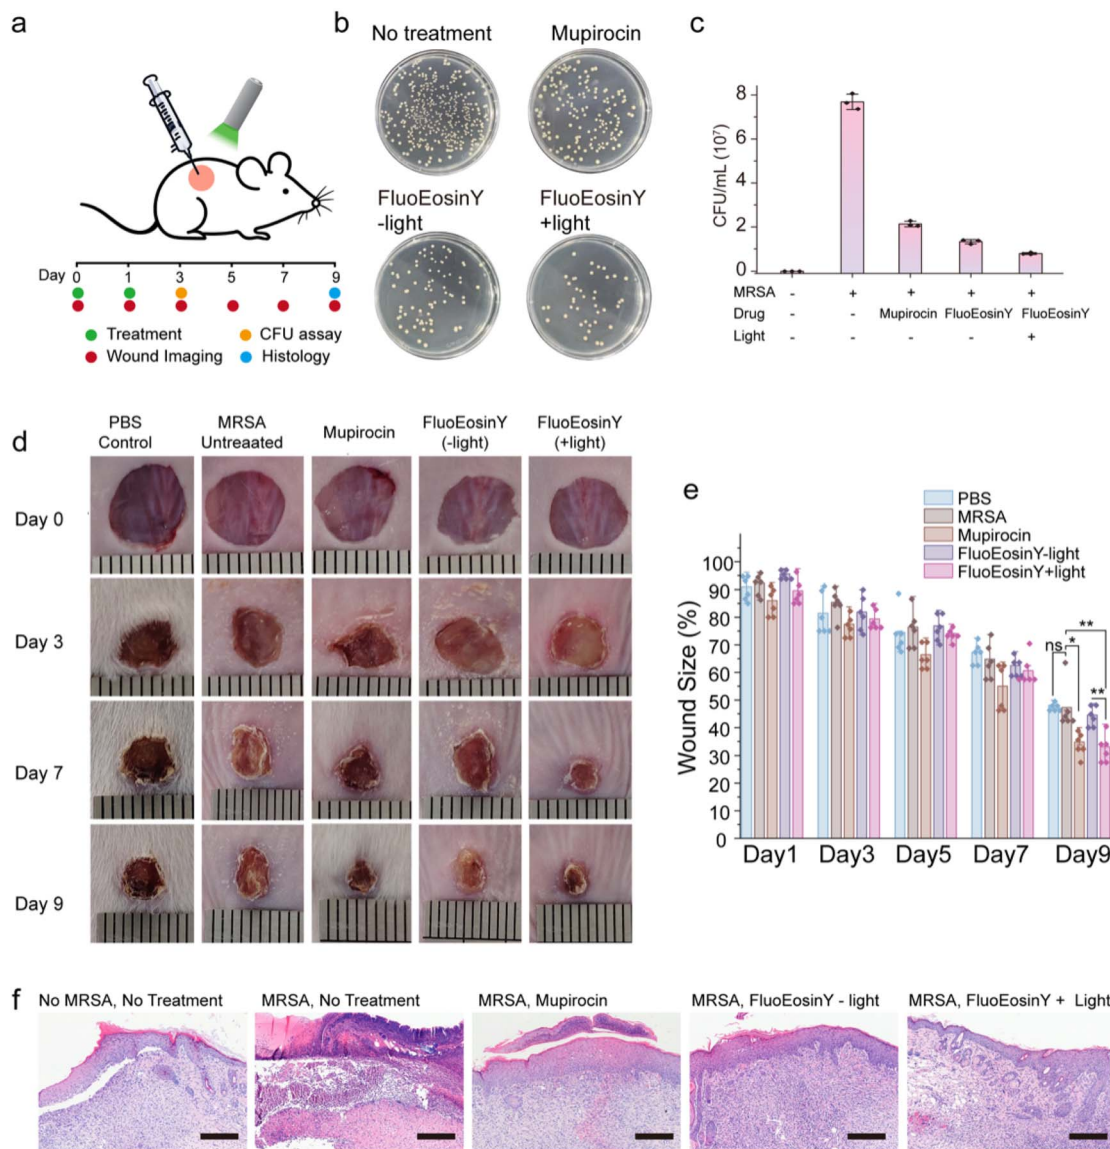 a
Day 0 1 3 5 7 9
Treatment CFU assay
Wound Imaging Histology
b
No treatment Mupirocin
FluoEosinY
-light
FluoEosinY
+light
c
CFU/mL (10⁷)
8
6
4
2
0
MRSA - + + + +
Drug - - Mupirocin FluoEosinY FluoEosinY
Light - - - - +
d
PBS
Control
MRSA
Untreaated
Mupirocin
FluoEosinY
(-light)
FluoEosinY
(+light)
Day 0
Day 3
Day 7
Day 9
e
PBS
MRSA
Mupirocin
FluoEosinY-light
FluoEosinY+light
Wound Size (%)
100
90
80
70
60
50
40
30
20
10
0
ns
*
**
**
Day1 Day3 Day5 Day7 Day9
f
No MRSA, No Treatment
MRSA, No Treatment
MRSA, Mupirocin
MRSA, FluoEosinY - light
MRSA, FluoEosinY + Light